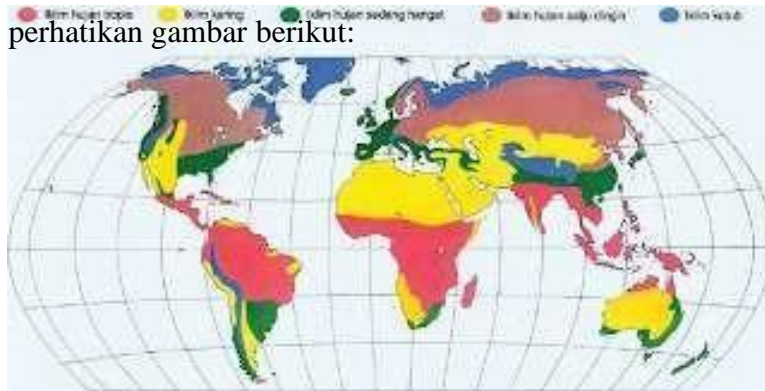 Iklim hujan tropis Iklim kering Iklim hujan sedang hangat Iklim hujan salju dingin Iklim kutub
perhatikan gambar berikut: